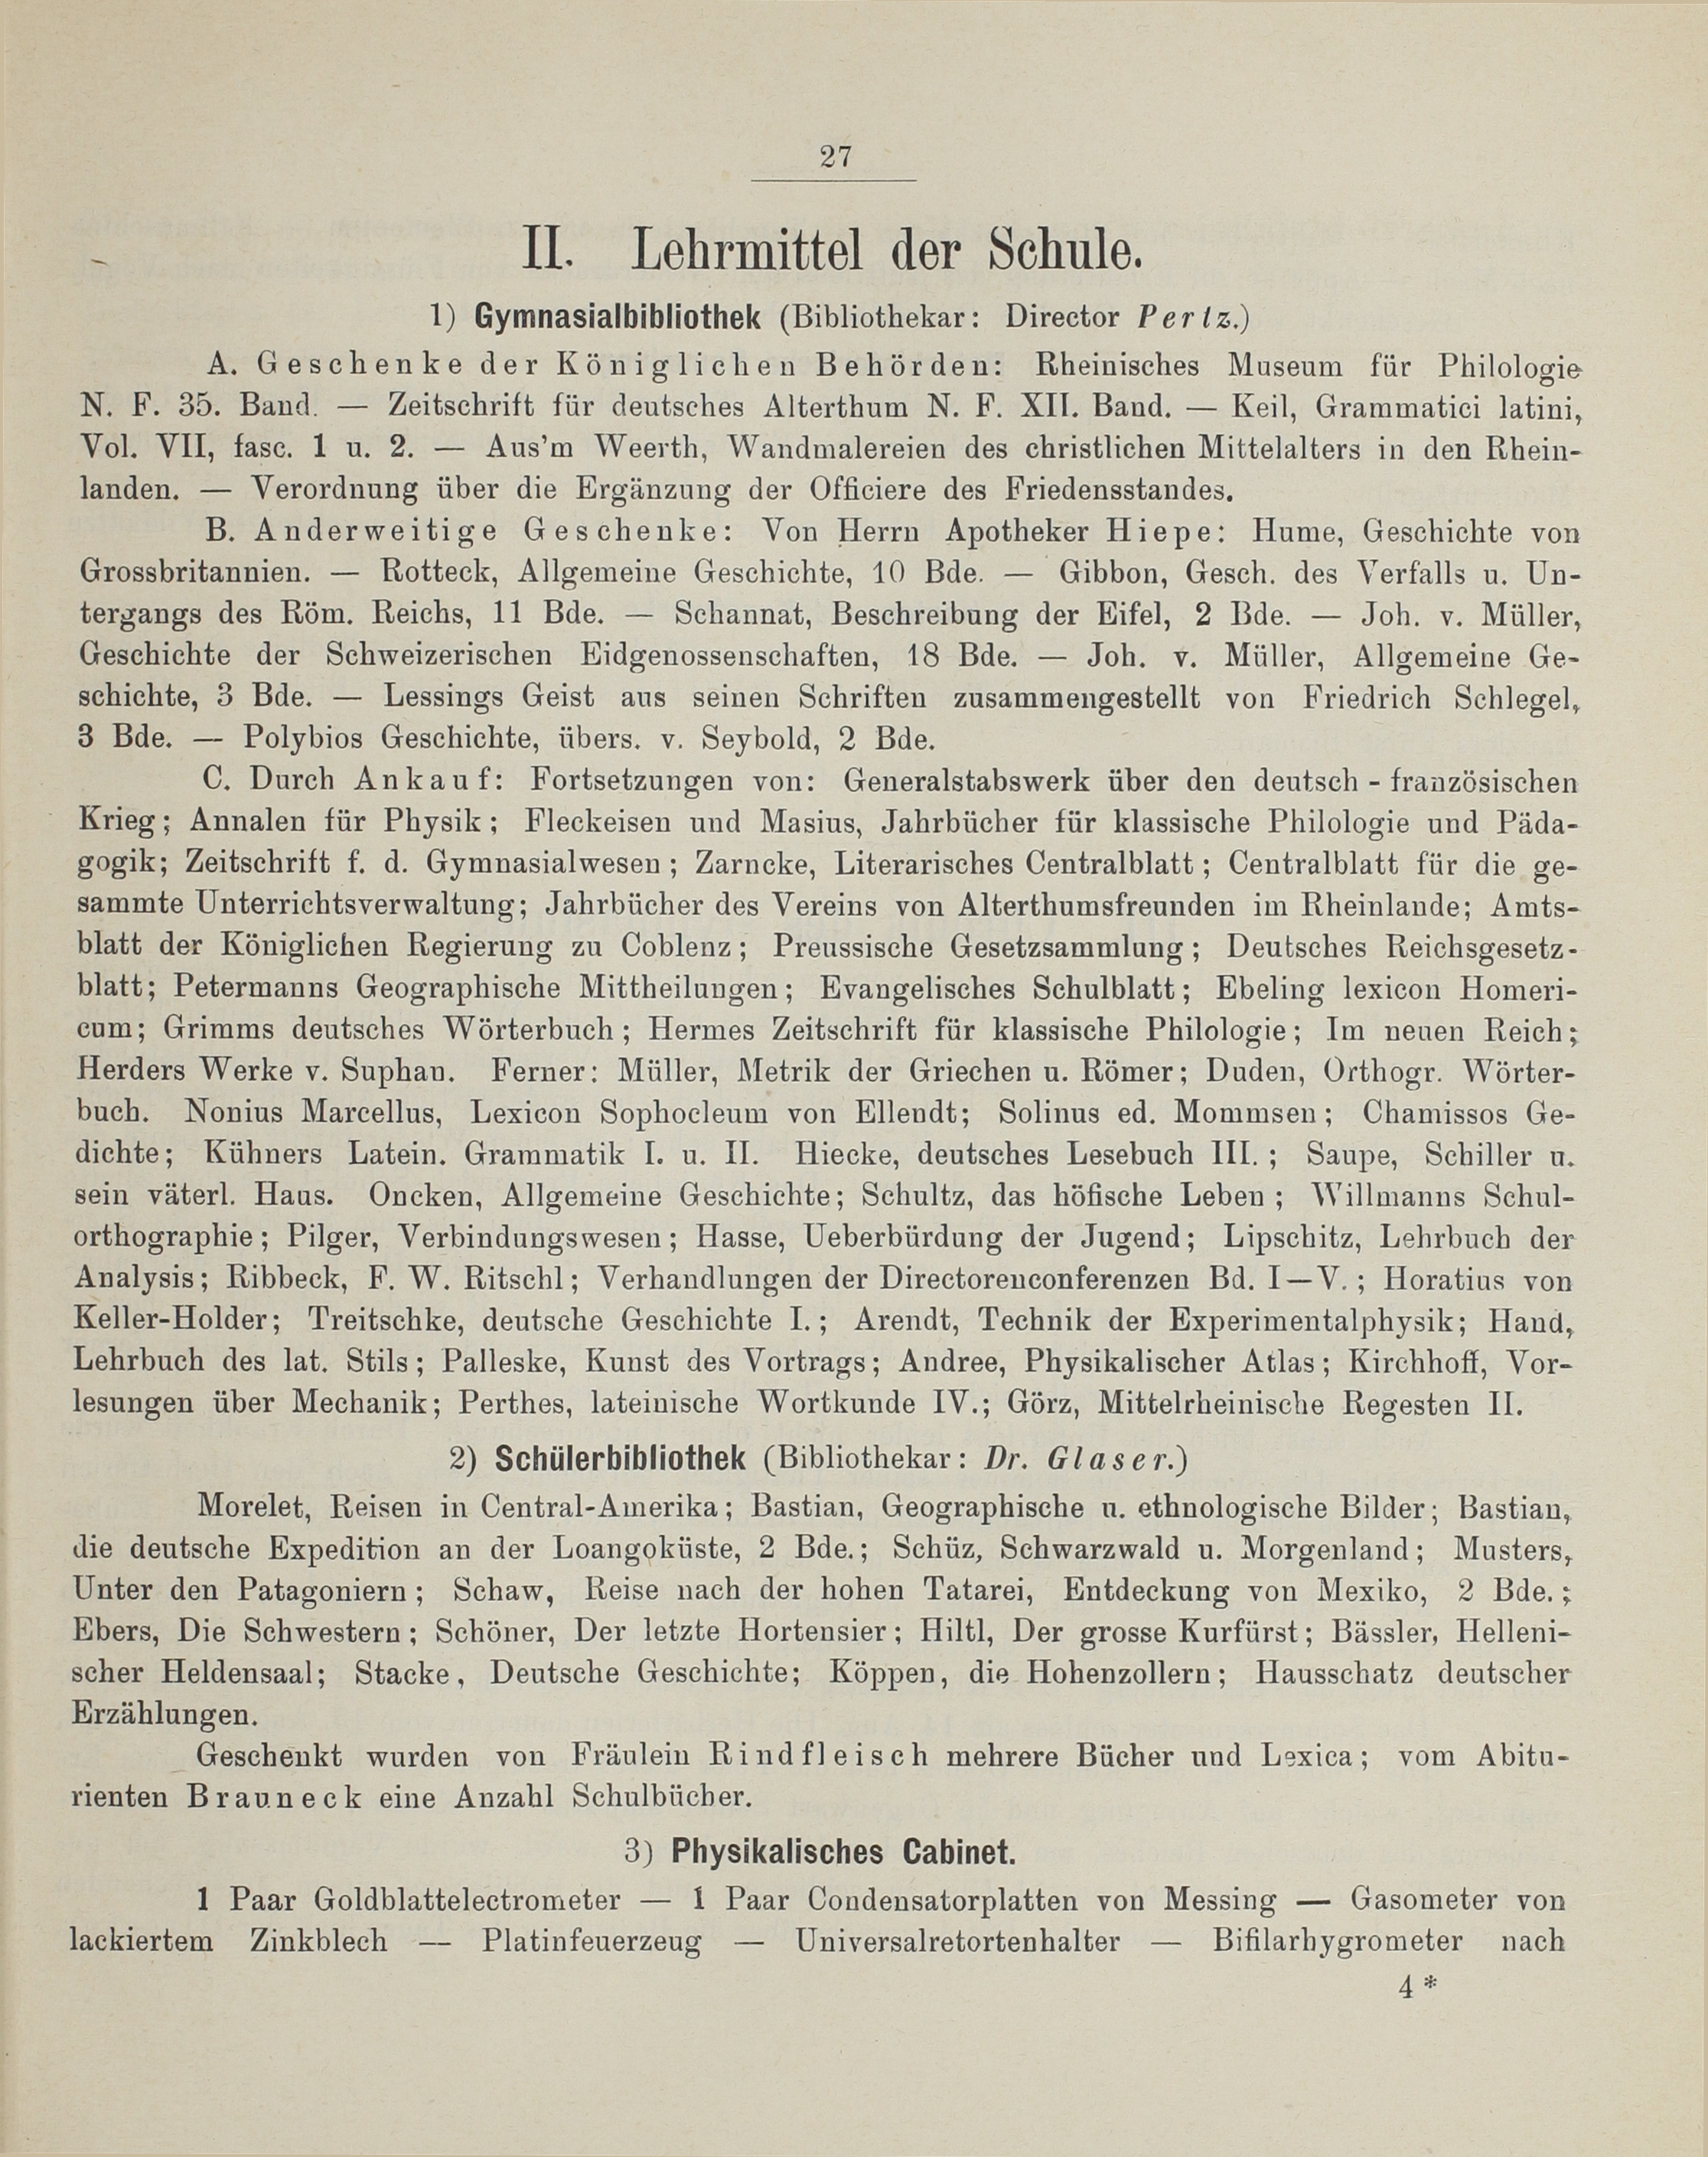 27
II. Lehrmittel der Schule.
1) Gymnasialbibliothek (Bibliothekar: Director Pertz.)
A. Geschenke der Königlichen Behörden: Rheinisches Museum für Philologie
N. F. 35. Band. — Zeitschrift für deutsches Alterthum N. F. XII. Band. — Keil, Grammatici latini,
Vol. VII, fasc. 1 u. 2. — Aus'm Weerth, Wandmalereien des christlichen Mittelalters in den Rhein-
landen. — Verordnung über die Ergänzung der Officiere des Friedensstandes.
B. Anderweitige Geschenke: Von Herrn Apotheker Hiepe: Hume, Geschichte von
Grossbritannien. — Rotteck, Allgemeine Geschichte, 10 Bde. — Gibbon, Gesch. des Verfalls u. Un-
tergangs des Röm. Reichs, 11 Bde. — Schannat, Beschreibung der Eifel, 2 Bde. — Joh. v. Müller,
Geschichte der Schweizerischen Eidgenossenschaften, 18 Bde. — Joh. v. Müller, Allgemeine Ge-
schichte, 3 Bde. — Lessings Geist aus seinen Schriften zusammengestellt von Friedrich Schlegel,
3 Bde. — Polybios Geschichte, übers. v. Seybold, 2 Bde.
C. Durch Ankauf: Fortsetzungen von: Generalstabswerk über den deutsch-französischen
Krieg; Annalen für Physik; Fleckeisen und Masius, Jahrbücher für klassische Philologie und Päda-
gogik; Zeitschrift f. d. Gymnasialwesen; Zarncke, Literarisches Centralblatt; Centralblatt für die ge-
sammte Unterrichtsverwaltung; Jahrbücher des Vereins von Alterthumsfreunden im Rheinlande; Amts-
blatt der Königlichen Regierung zu Coblenz; Preussische Gesetzsammlung; Deutsches Reichsgesetz-
blatt; Petermanns Geographische Mittheilungen; Evangelisches Schulblatt; Ebeling lexicon Homeri-
cum; Grimms deutsches Wörterbuch; Hermes Zeitschrift für klassische Philologie; Im neuen Reich;
Herders Werke v. Suphan. Ferner: Müller, Metrik der Griechen u. Römer; Duden, Orthogr. Wörter-
buch. Nonius Marcellus, Lexicon Sophocleum von Ellendt; Solinus ed. Mommsen; Chamissos Ge-
dichte; Kühners Latein. Grammatik I. u. II. Hiecke, deutsches Lesebuch III.; Saupe, Schiller u.
sein väterl. Haus. Oncken, Allgemeine Geschichte; Schultz, das höfische Leben; Willmanns Schul-
orthographie; Pilger, Verbindungswesen; Hasse, Ueberbürdung der Jugend; Lipschitz, Lehrbuch der
Analysis; Ribbeck, F. W. Ritschl; Verhandlungen der Directorenconferenzen Bd. I—V.; Horatius von
Keller-Holder; Treitschke, deutsche Geschichte I.; Arendt, Technik der Experimentalphysik; Hand,
Lehrbuch des lat. Stils; Palleske, Kunst des Vortrags; Andree, Physikalischer Atlas; Kirchhoff, Vor-
lesungen über Mechanik; Perthes, lateinische Wortkunde IV.; Görz, Mittelrheinische Regesten II.
2) Schülerbibliothek (Bibliothekar: Dr. Glaser.)
Morelet, Reisen in Central-Amerika; Bastian, Geographische u. ethnologische Bilder; Bastian,
die deutsche Expedition an der Loangoküste, 2 Bde.; Schüz, Schwarzwald u. Morgenland; Musters,
Unter den Patagoniern; Schaw, Reise nach der hohen Tatarei, Entdeckung von Mexiko, 2 Bde.;
Ebers, Die Schwestern; Schöner, Der letzte Hortensier; Hiltl, Der grosse Kurfürst; Bässler, Helleni-
scher Heldensaal; Stacke, Deutsche Geschichte; Köppen, die Hohenzollern; Hausschatz deutscher
Erzählungen.
Geschenkt wurden von Fräulein Rindfleisch mehrere Bücher und Lexica; vom Abitu-
rienten Brauneck eine Anzahl Schulbücher.
3) Physikalisches Cabinet.
1 Paar Goldblattelectrometer — 1 Paar Condensatorplatten von Messing — Gasometer von
lackiertem Zinkblech — Platinfeuerzeug — Universalretortenhalter — Bifilarhygrometer nach
4*